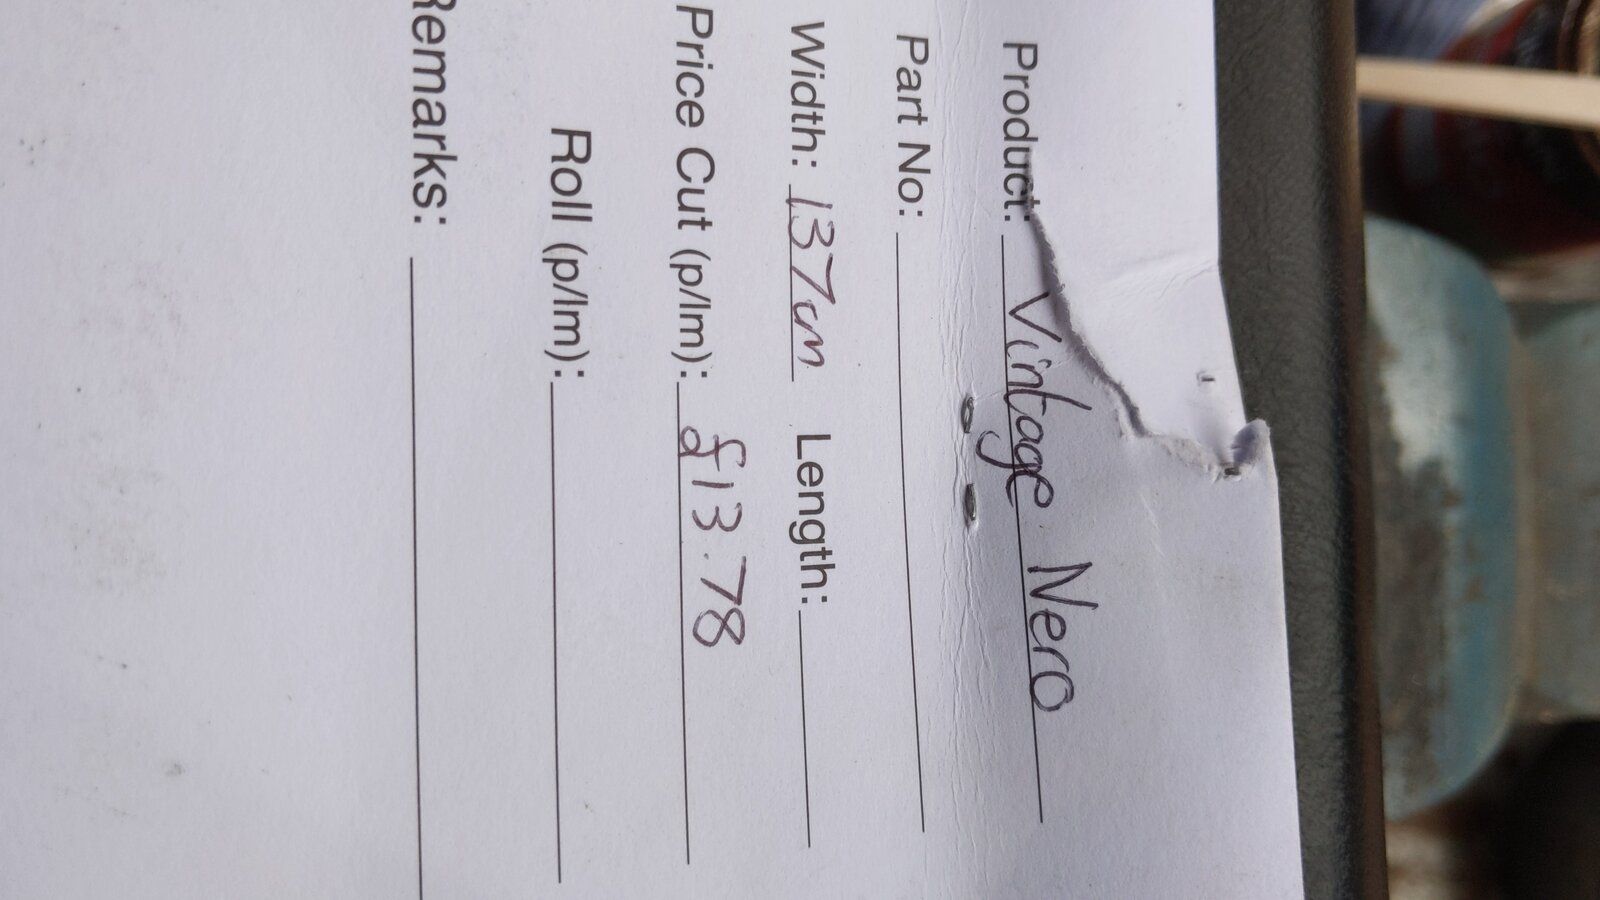 Product: Vintage Nero
Part No:
Width: 137cm Length:
Price Cut (p/lm): £13.78
Roll (p/lm):
Remarks: